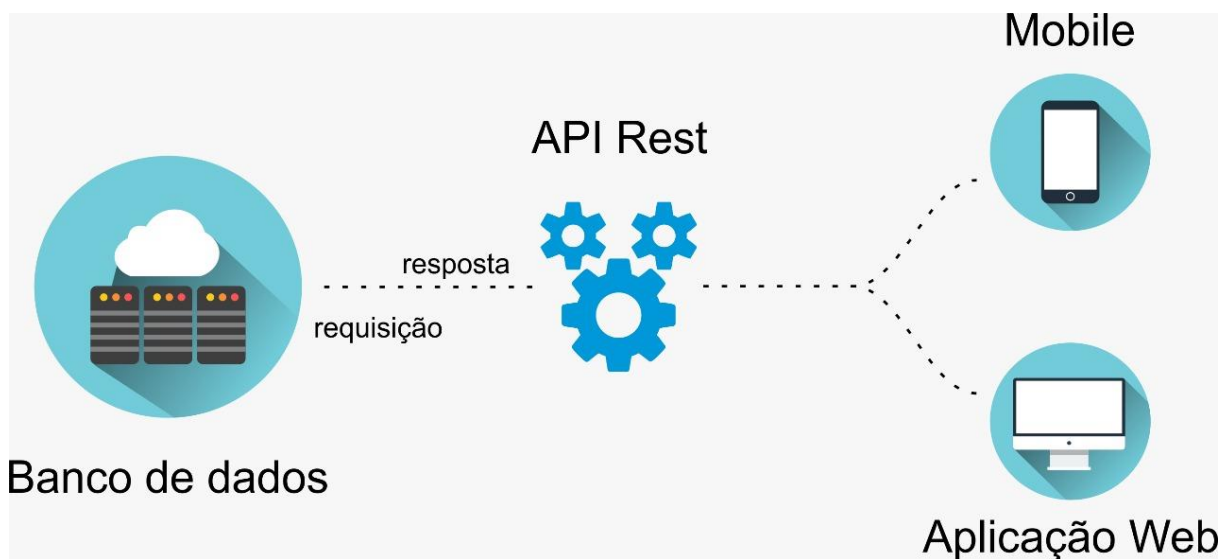 Mobile
API Rest
resposta
requisição
Banco de dados
Aplicação Web